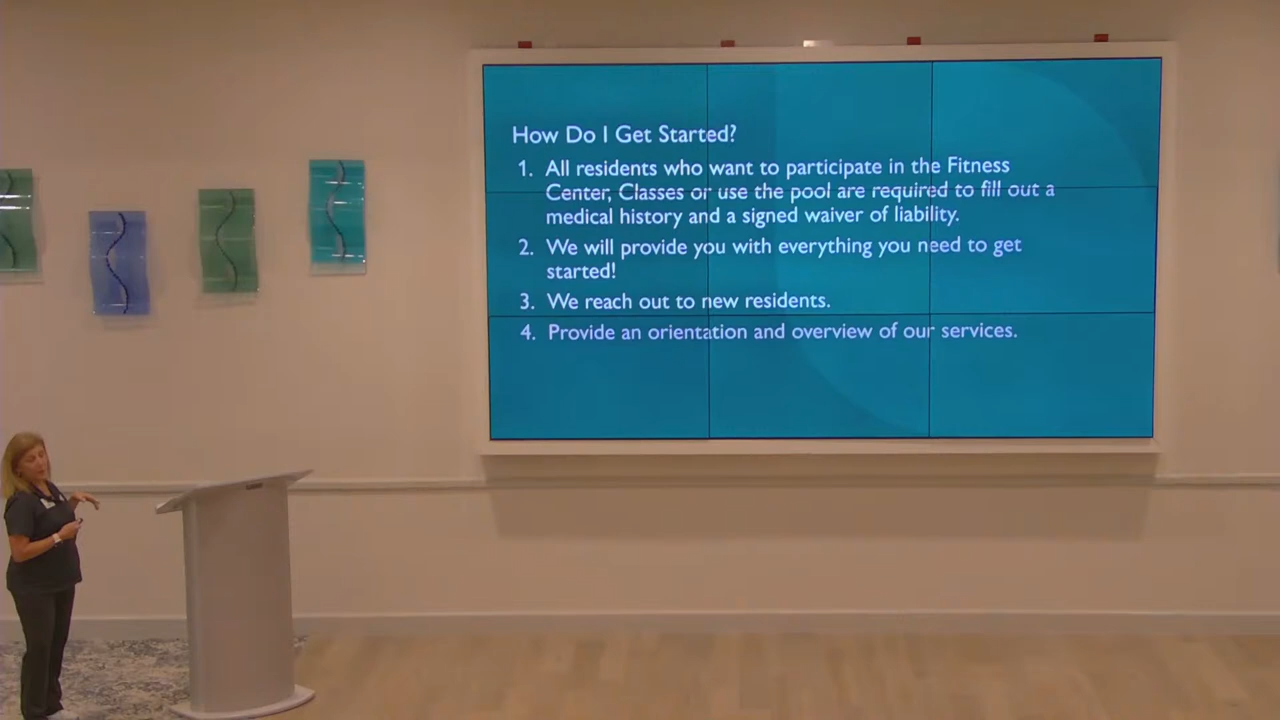 How Do I Get Started?
1. All residents who want to participate in the Fitness
Center, Classes or use the pool are required to fill out a
medical history and a signed waiver of liability.
2. We will provide you with everything you need to get
started!
3. We reach out to new residents.
4. Provide an orientation and overview of our services.